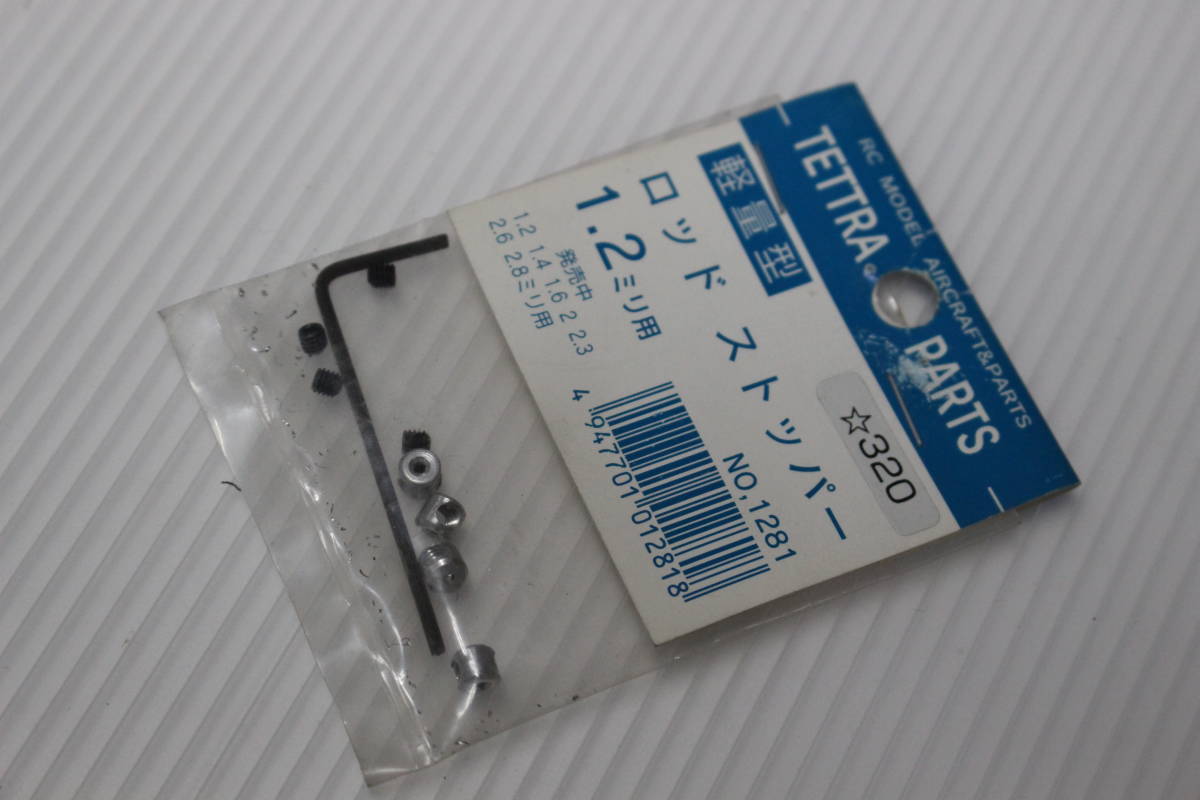 RC MODEL AIRCRAFT&PARTS
TETTRA PARTS
軽量型
☆320
ロッド ストッパー
1.2ミリ用
NO,1281
発売中
1.2 1.4 1.6 2 2.3
2.6 2.8ミリ用
4 947701 012818